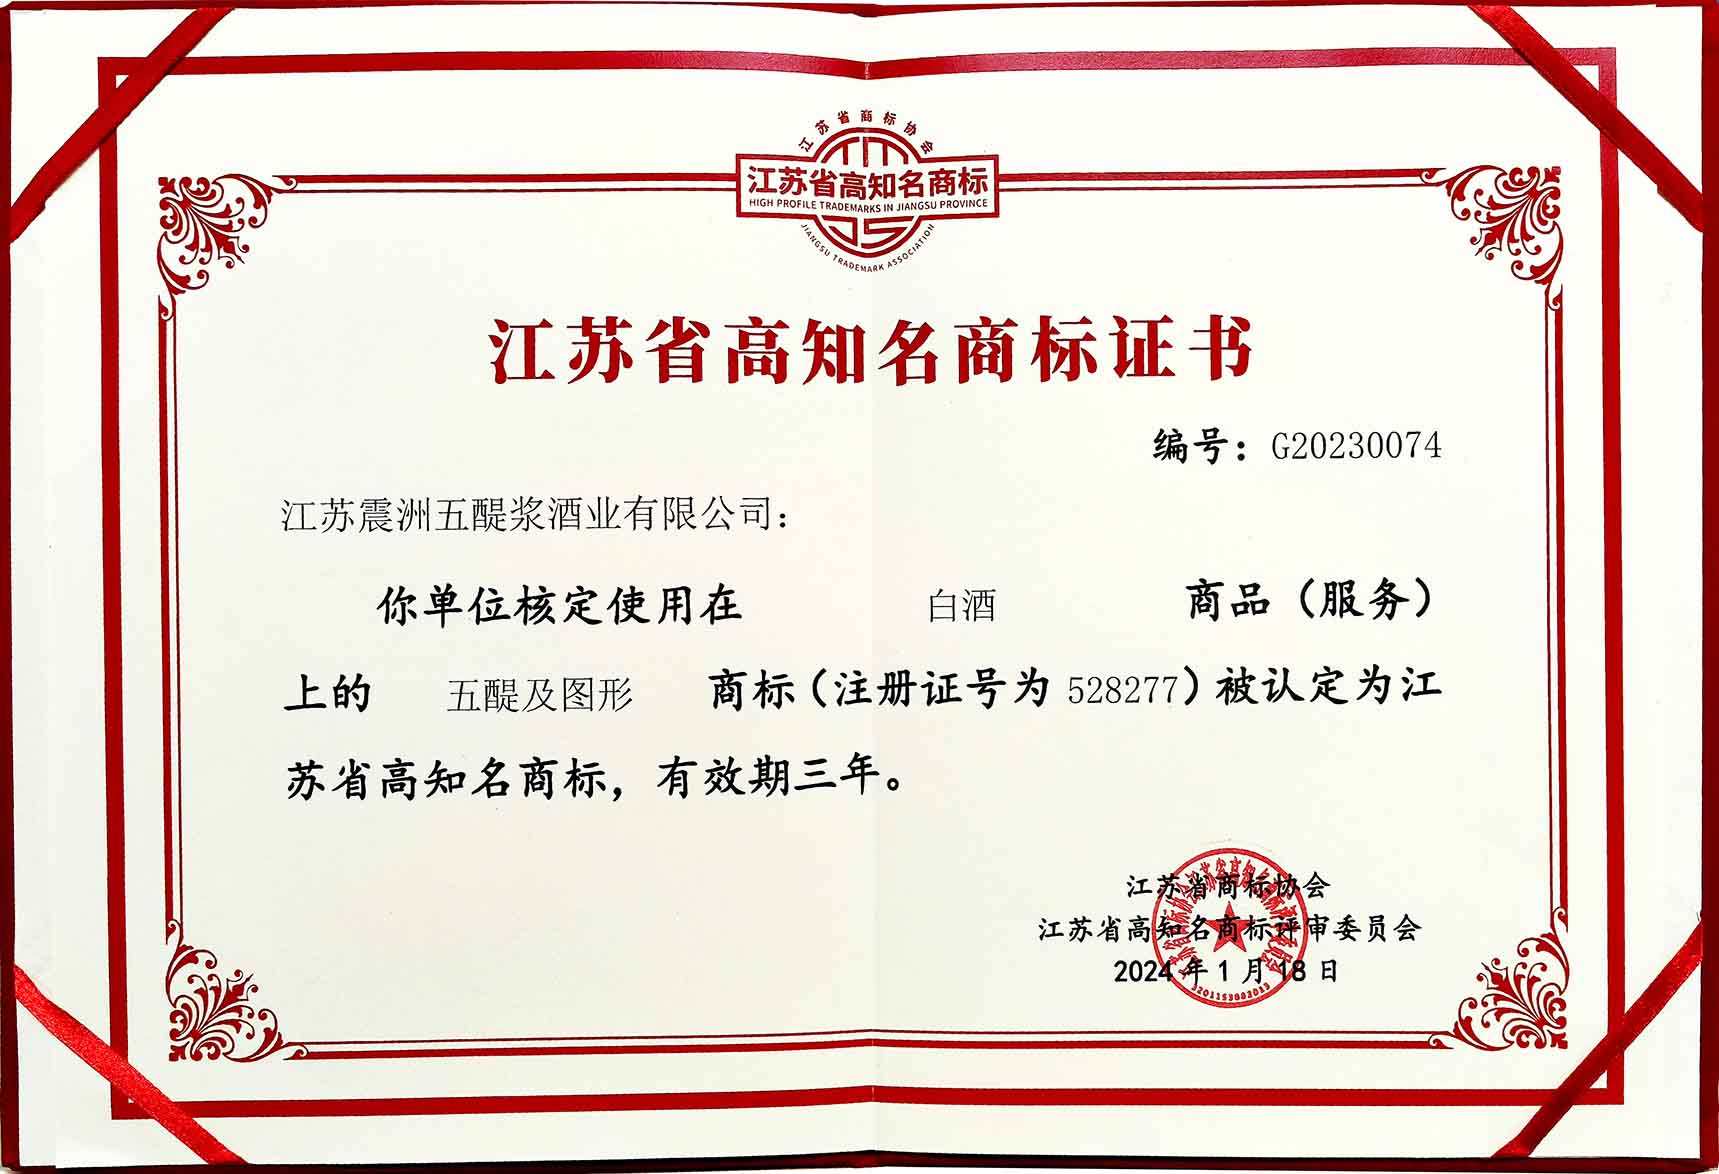 江苏省商标协会
江苏省高知名商标
HIGH PROFILE TRADEMARKS IN JIANGSU PROVINCE
JIANGSU TRADEMARK ASSOCIATION
江苏省高知名商标证书
编号：G20230074
江苏震洲五醍浆酒业有限公司：
你单位核定使用在 白酒 商品（服务）
上的 五醍及图形 商标（注册证号为 528277）被认定为江
苏省高知名商标，有效期三年。
江苏省商标协会
江苏省高知名商标评审委员会
2024 年 1 月 18 日